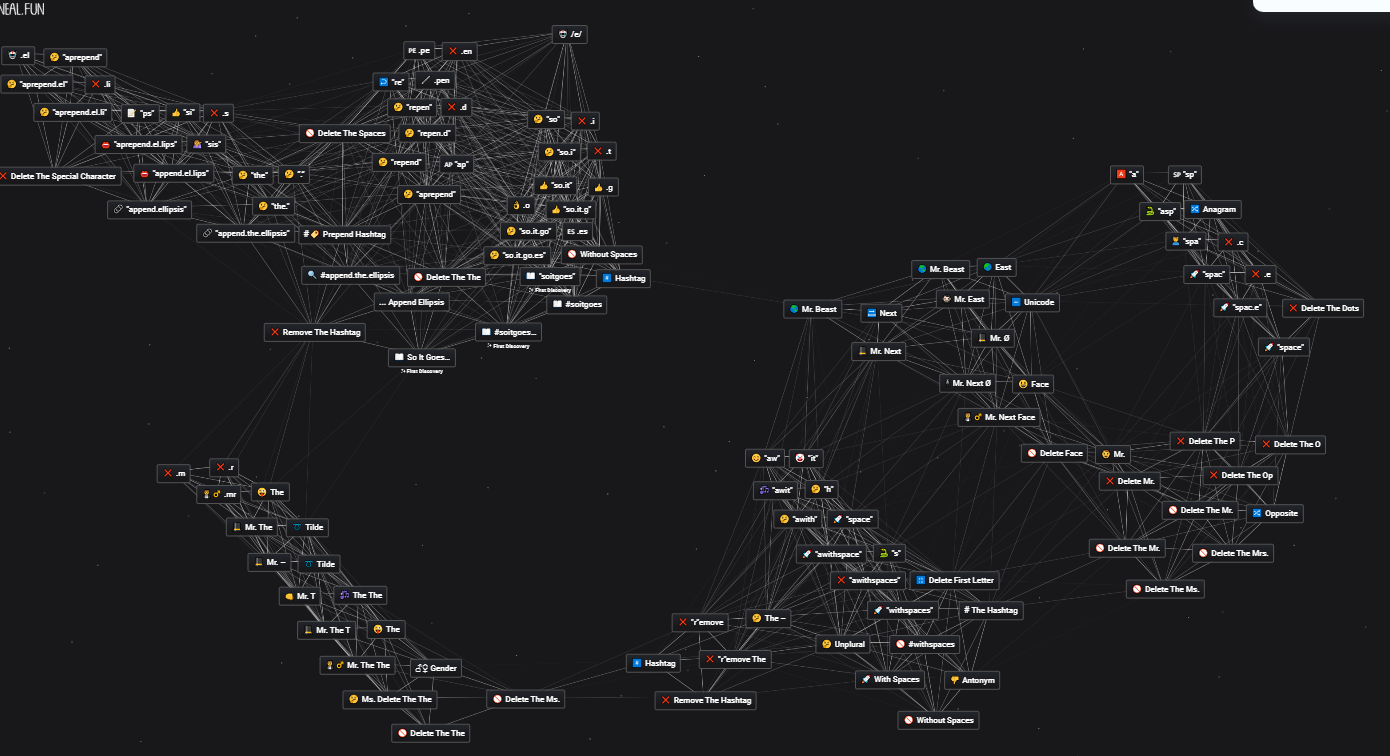 NEAL.FUN
/e/
.el
"aprepend
PE .pe
.en
"aprepend.el"
.li
"re"
.pen
"aprepend.el.li"
"ps"
"si"
.s
"repen"
.d
"so"
.i
Delete The Spaces
"repen.d"
"aprepend.el.lips"
"sis"
"so.i"
.t
"repend"
AP "ap"
Delete The Special Character
"append.el.lips"
"the"
"."
"so.it"
.g
"aprepend"
"append.ellipsis"
"the."
.o
"so.it.g"
"append.the.ellipsis"
# Prepend Hashtag
"so.it.go"
ES .es
"so.it.go.es"
Without Spaces
#append.the.ellipsis
Delete The The
"soitgoes"
First Discovery
Hashtag
... Append Ellipsis
#soitgoes
Remove The Hashtag
#soitgoes...
First Discovery
So It Goes...
First Discovery
"a"
SP "sp"
"asp"
Anagram
"spa"
.c
"spac"
.e
"spac.e"
Delete The Dots
"space"
Mr. Beast
East
Mr. East
Unicode
Mr. Beast
Next
Mr. Ø
Mr. Next
Mr. Next Ø
Face
Mr. Next Face
Delete The P
Delete The O
Delete Face
Mr.
Delete Mr.
Delete The Op
Delete The Mr.
Opposite
Delete The Mr.
Delete The Mrs.
Delete The Ms.
.m
.r
.mr
The
Mr. The
Tilde
Mr. ~
Tilde
Mr. T
The The
Mr. The T
The
Mr. The The
Gender
Ms. Delete The The
Delete The Ms.
Delete The The
"aw"
"it"
"awit"
"h"
"awith"
"space"
"awithspace"
"s"
"awithspaces"
Delete First Letter
"withspaces"
# The Hashtag
"r"emove
The ~
Unplural
#withspaces
Hashtag
"r"emove The
With Spaces
Antonym
Remove The Hashtag
Without Spaces